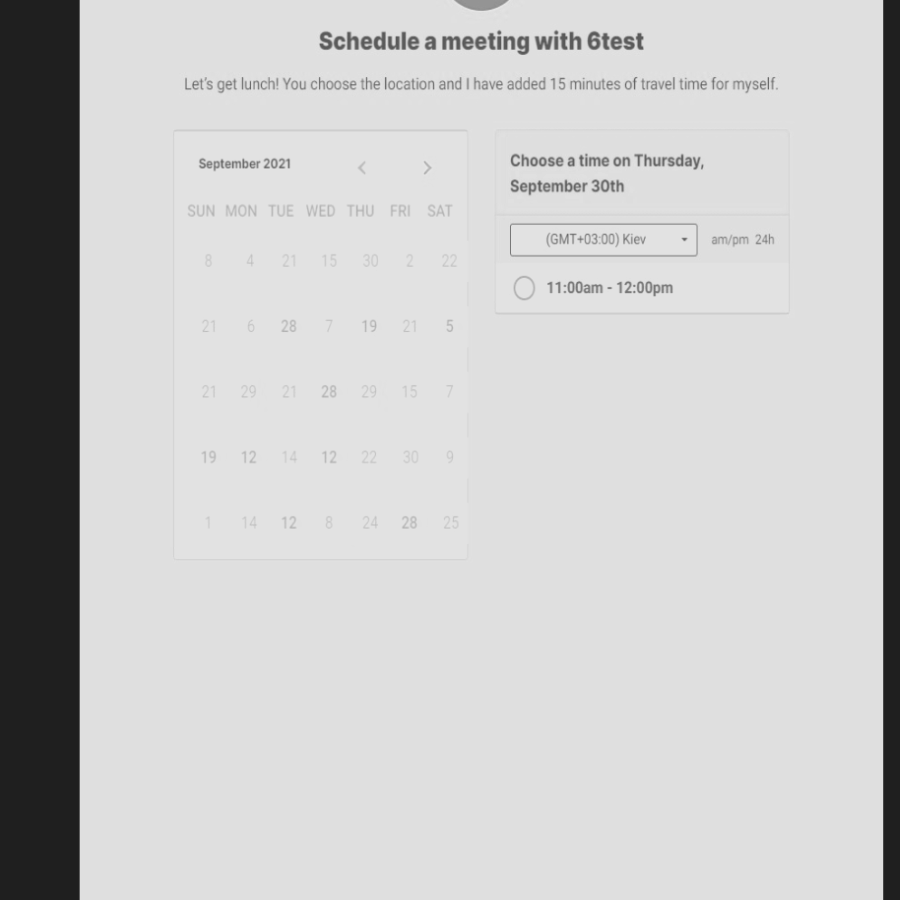 Schedule a meeting with 6test
Let's get lunch! You choose the location and I have added 15 minutes of travel time for myself.
September 2021
SUN MON TUE WED THU FRI SAT
8 4 21 15 30 2 22
21 6 28 7 19 21 5
21 29 21 28 29 15 7
19 12 14 12 22 30 9
1 14 12 8 24 28 25
Choose a time on Thursday,
September 30th
(GMT+03:00) Kiev am/pm 24h
11:00am - 12:00pm